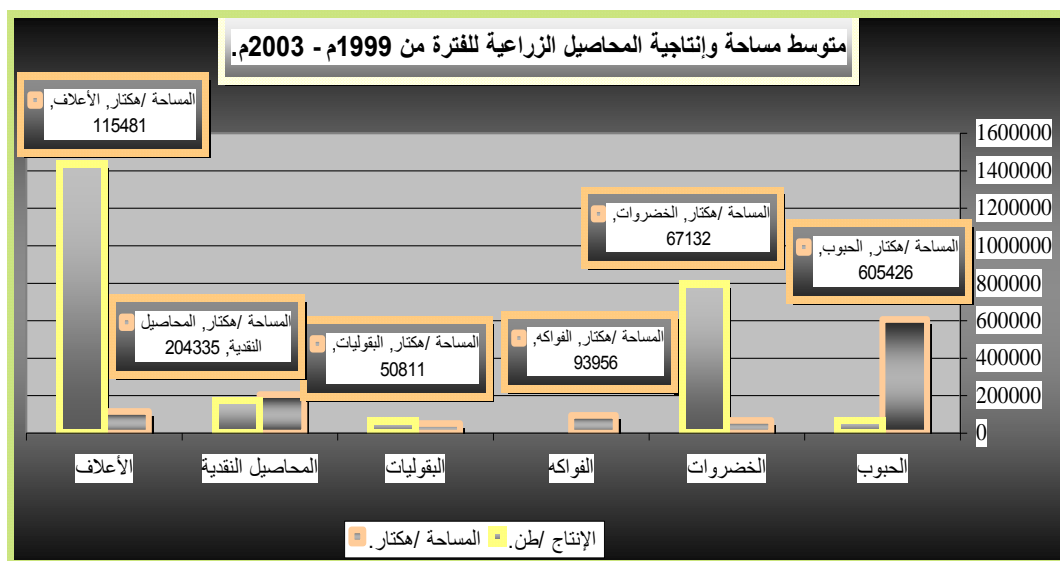 متوسط مساحة وإنتاجية المحاصيل الزراعية للفترة من 1999م - 2003م.
المساحة /هكتار, الأعلاف,
115481
المساحة /هكتار, الخضروات,
67132
المساحة /هكتار, الحبوب,
605426
المساحة /هكتار, المحاصيل
النقدية, 204335
المساحة /هكتار, البقوليات,
50811
المساحة /هكتار, الفواكه,
93956
1600000
1400000
1200000
1000000
800000
600000
400000
200000
0
الحبوب
الخضروات
الفواكه
البقوليات
المحاصيل النقدية
الأعلاف
الإنتاج /طن. المساحة /هكتار.